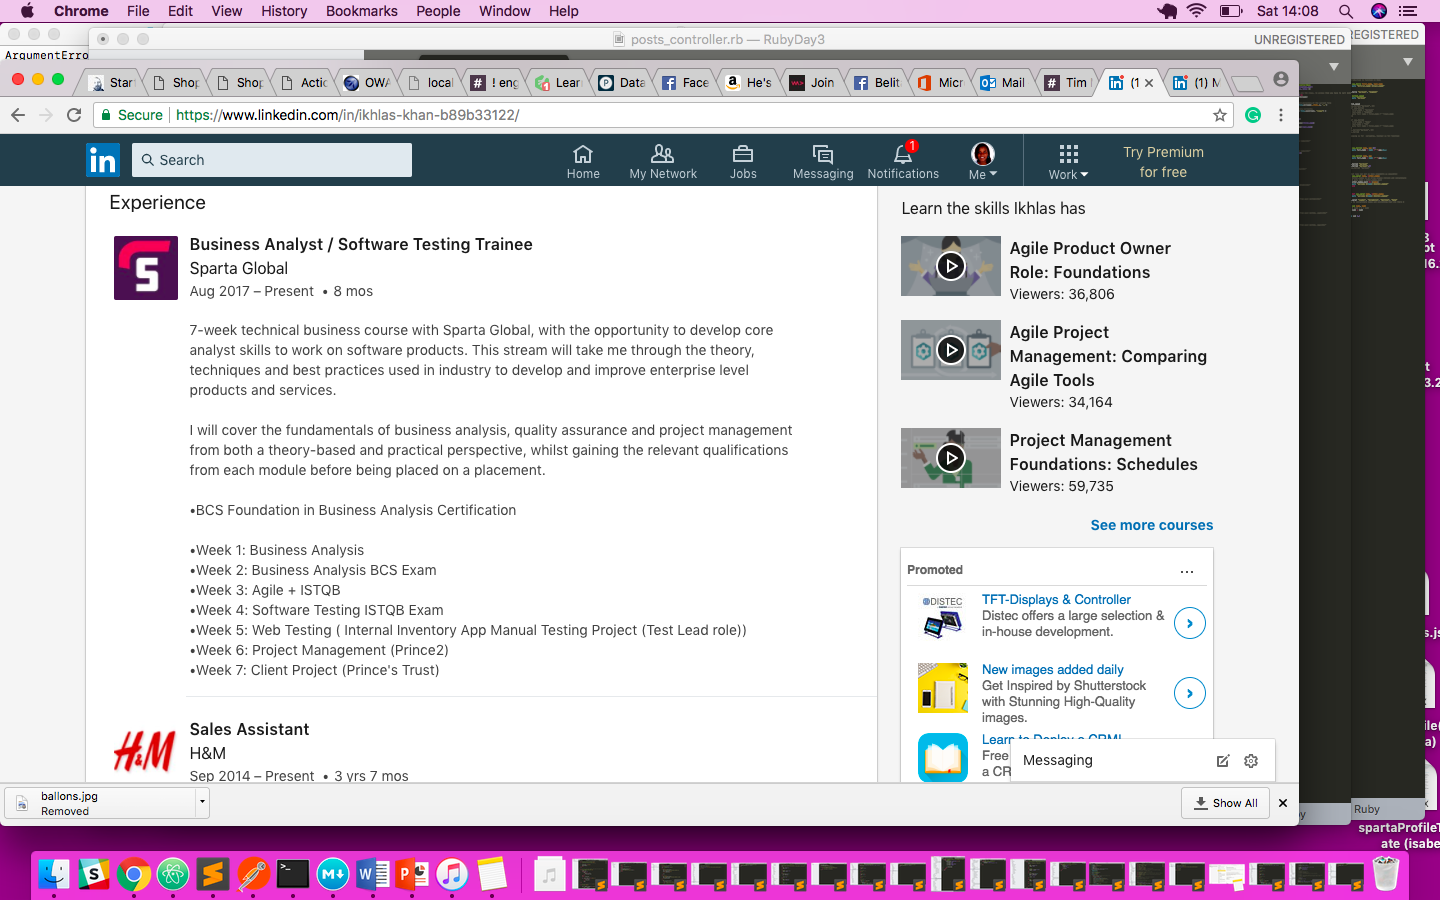 Chrome File Edit View History Bookmarks People Window Help
Sat 14:08
ArgumentErro
posts_controller.rb — RubyDay3
UNREGISTERED
EGISTERED
Star
Shop
Shop
Actio
OWA
local
! eng
Lear
Data
Face
He's
Join
Belit
Micr
Mail
Tim
(1
(1) M
Secure
https://www.linkedin.com/in/ikhlas-khan-b89b33122/
in
Search
Home
My Network
Jobs
Messaging
1
Notifications
Me
Work
Try Premium
for free
Experience
Business Analyst / Software Testing Trainee
Sparta Global
Aug 2017 – Present • 8 mos
7-week technical business course with Sparta Global, with the opportunity to develop core
analyst skills to work on software products. This stream will take me through the theory,
techniques and best practices used in industry to develop and improve enterprise level
products and services.
I will cover the fundamentals of business analysis, quality assurance and project management
from both a theory-based and practical perspective, whilst gaining the relevant qualifications
from each module before being placed on a placement.
•BCS Foundation in Business Analysis Certification
•Week 1: Business Analysis
•Week 2: Business Analysis BCS Exam
•Week 3: Agile + ISTQB
•Week 4: Software Testing ISTQB Exam
•Week 5: Web Testing ( Internal Inventory App Manual Testing Project (Test Lead role))
•Week 6: Project Management (Prince2)
•Week 7: Client Project (Prince's Trust)
H&M
Sales Assistant
H&M
Sep 2014 – Present • 3 yrs 7 mos
Learn the skills Ikhlas has
Agile Product Owner
Role: Foundations
Viewers: 36,806
Agile Project
Management: Comparing
Agile Tools
Viewers: 34,164
Project Management
Foundations: Schedules
Viewers: 59,735
See more courses
Promoted
DISTEC
TFT-Displays & Controller
Distec offers a large selection &
in-house development.
New images added daily
Get Inspired by Shutterstock
with Stunning High-Quality
images.
Learn to Deploy a CRM!
Free
a CR
Messaging
ballons.jpg
Removed
Show All
Ruby
spartaProfileT
ate (isabe